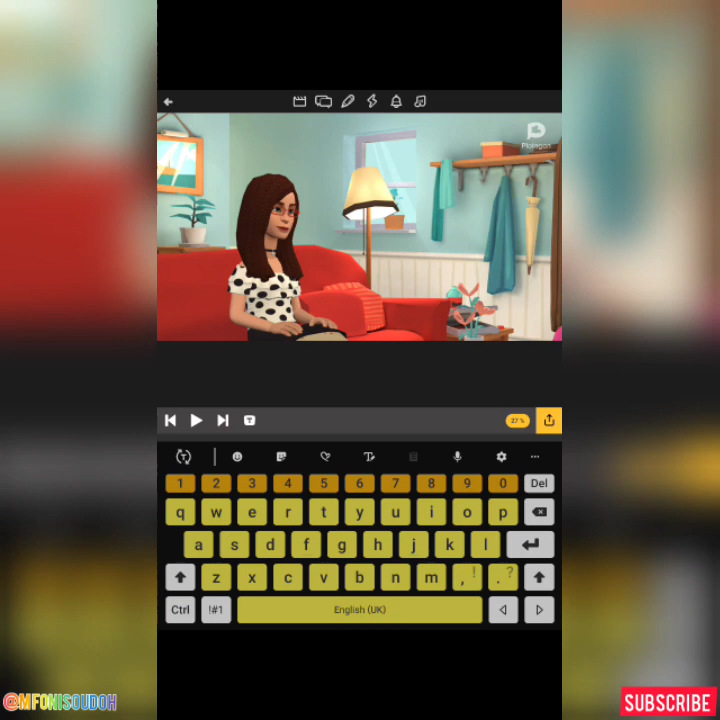 Plotagon
27 %
1 2 3 4 5 6 7 8 9 0 Del
q w e r t y u i o p
a s d f g h j k l
z x c v b n m , ! . ?
Ctrl !#1 English (UK)
@MFONISOUDOH
SUBSCRIBE